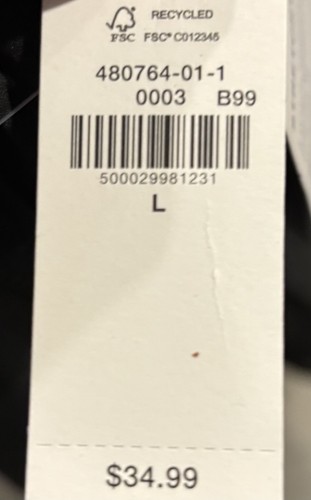 RECYCLED
FSC FSC® C012345
480764-01-1
0003 B99
500029981231
L
$34.99